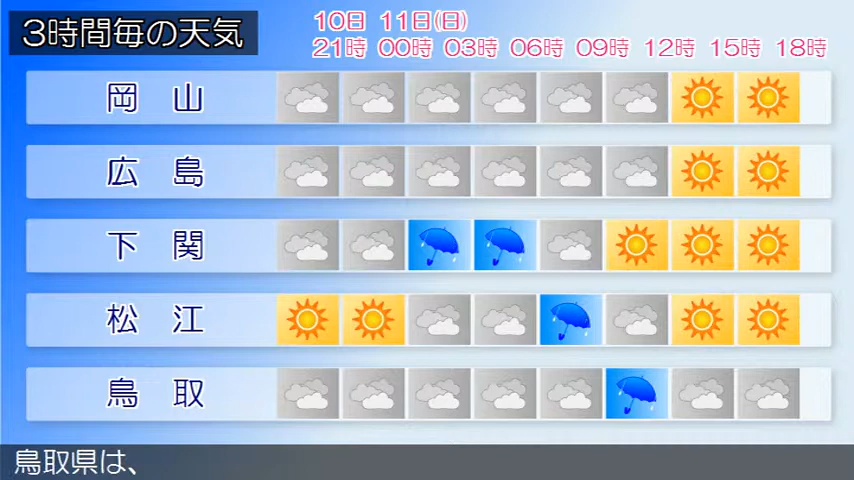 3時間毎の天気
10日 11日(日)
21時 00時 03時 06時 09時 12時 15時 18時
岡 山
広 島
下 関
松 江
鳥 取
鳥取県は、